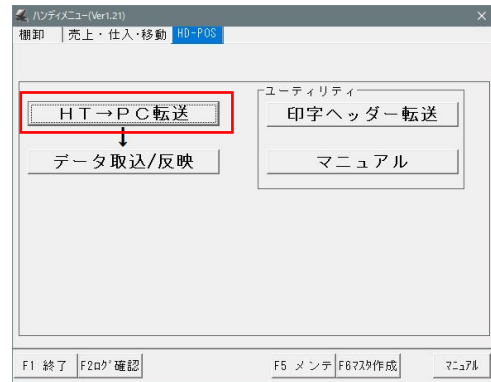 ハンディメニュー(Ver1.21)
棚卸 売上・仕入・移動 HD-POS
ユーティリティ
HT→PC転送 印字ヘッダー転送
↓
データ取込/反映 マニュアル
F1 終了 F2ﾛｸﾞ確認 F5 メンテ F6ﾏｽﾀ作成 ﾏﾆｭｱﾙ